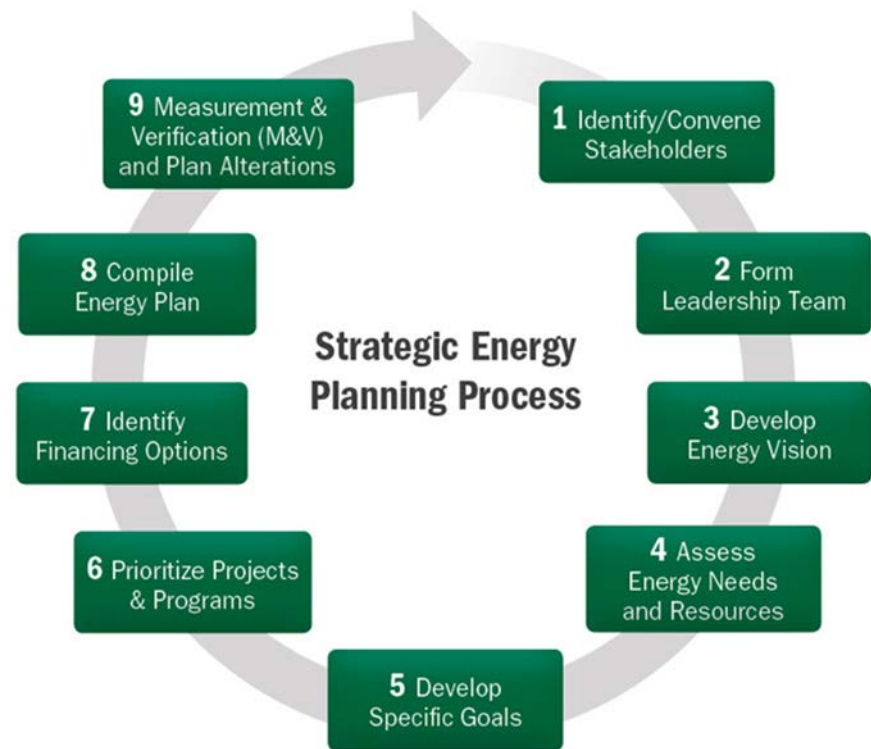 Strategic Energy
Planning Process
1 Identify/Convene
Stakeholders
2 Form
Leadership Team
3 Develop
Energy Vision
4 Assess
Energy Needs
and Resources
5 Develop
Specific Goals
6 Prioritize Projects
& Programs
7 Identify
Financing Options
8 Compile
Energy Plan
9 Measurement &
Verification (M&V)
and Plan Alterations